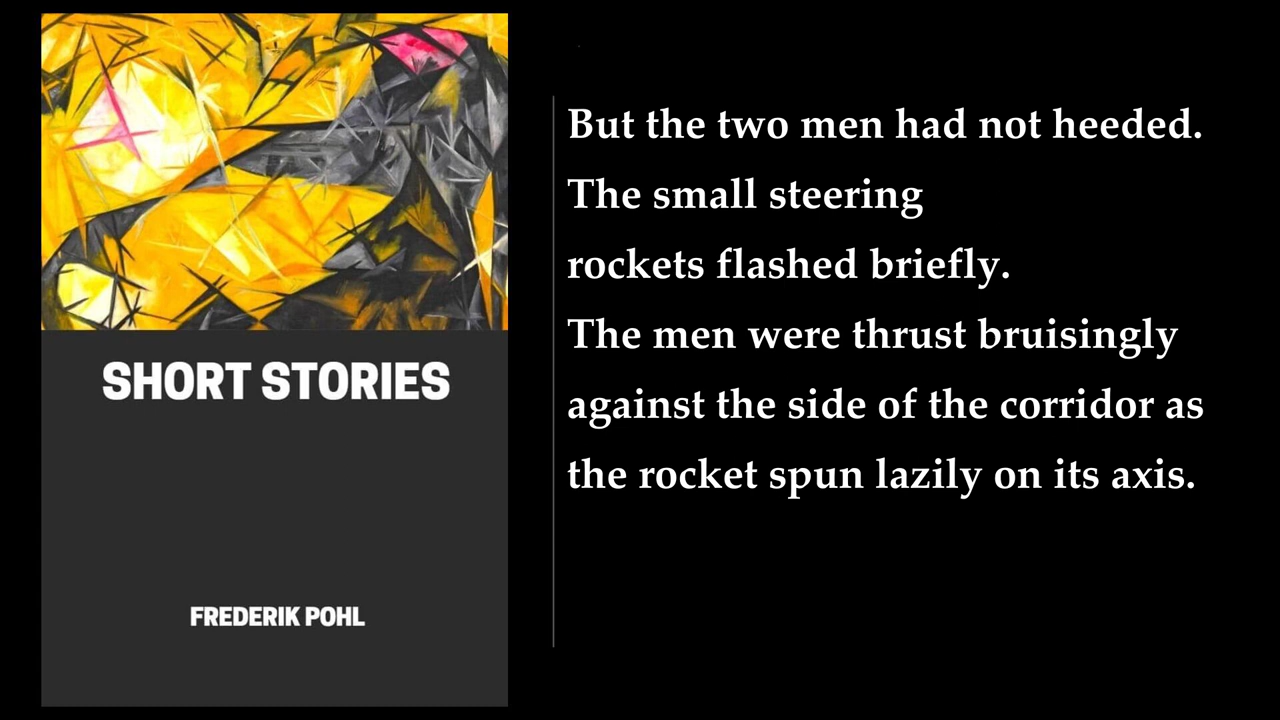 SHORT STORIES
FREDERIK POHL
But the two men had not heeded.
The small steering
rockets flashed briefly.
The men were thrust bruisingly
against the side of the corridor as
the rocket spun lazily on its axis.